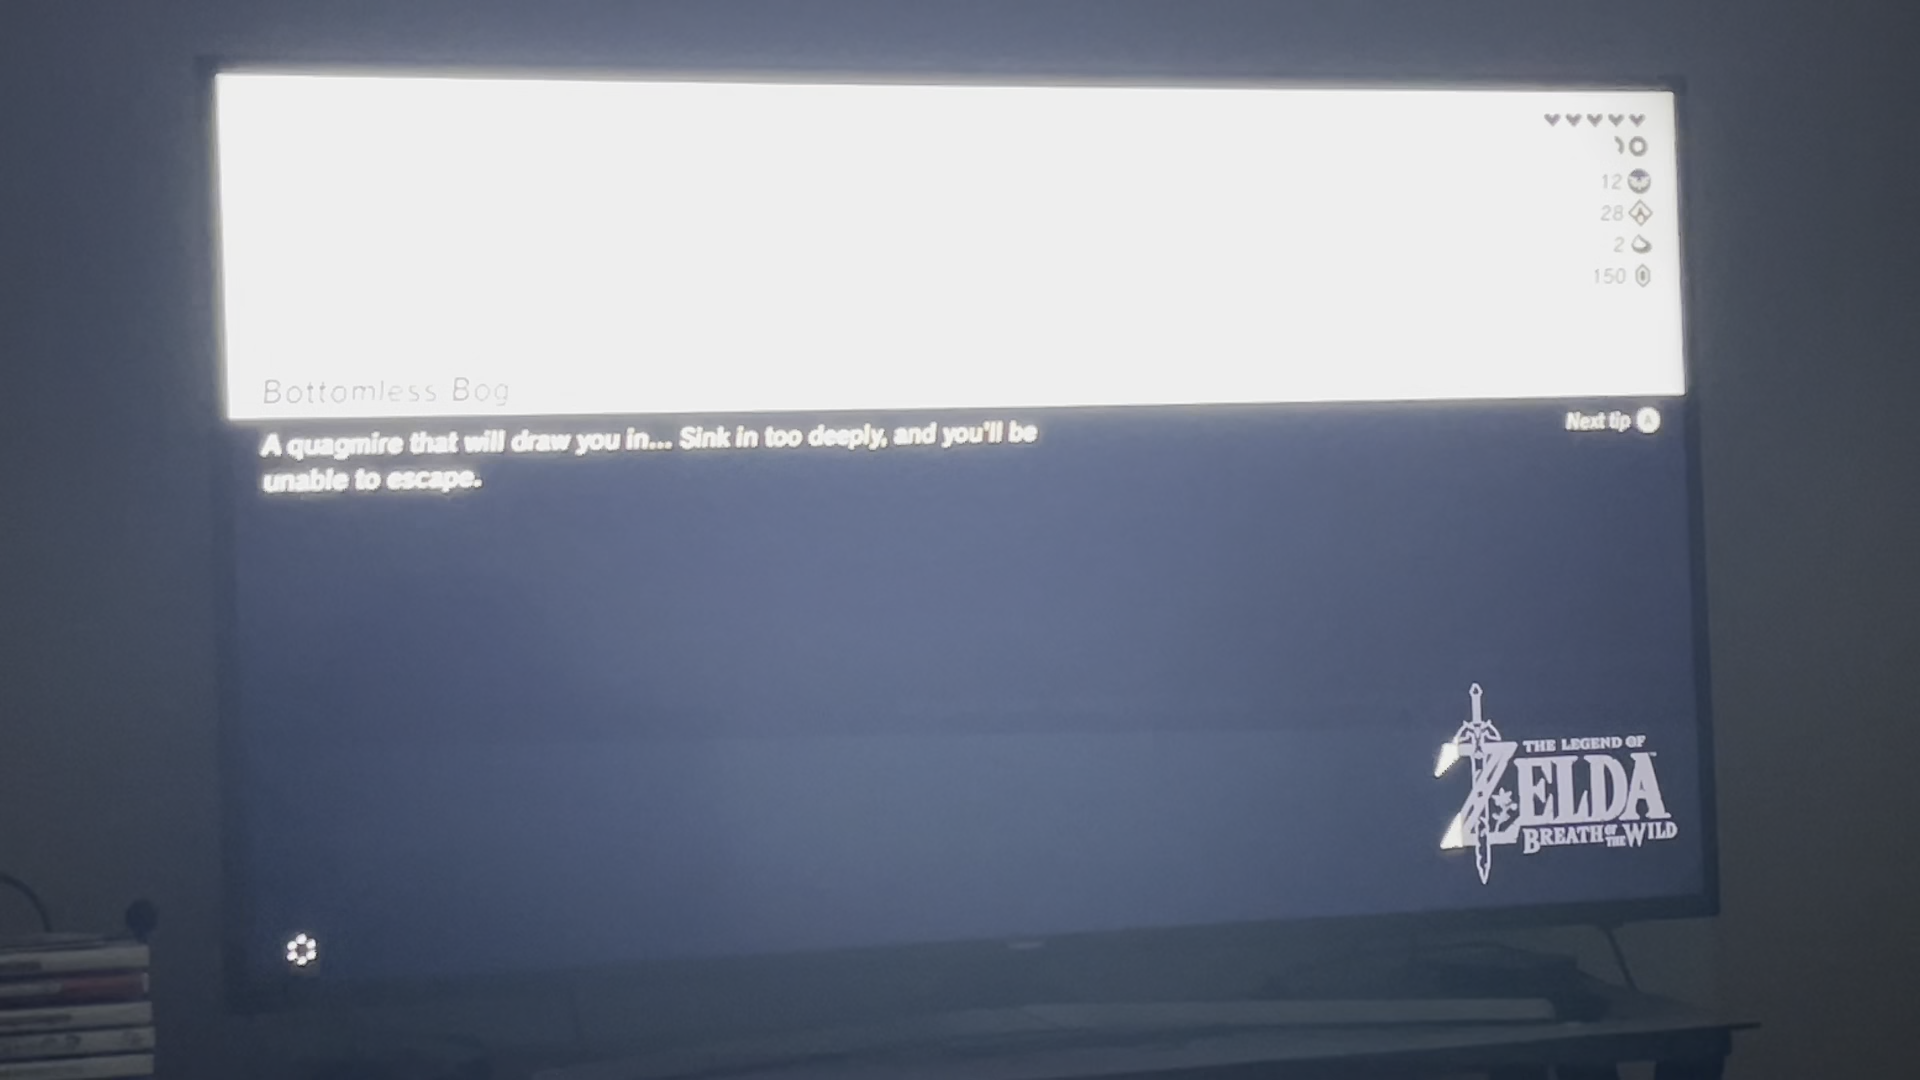 12
28
2
150
Bottomless Bog
A quagmire that will draw you in... Sink in too deeply, and you'll be
unable to escape.
Next tip A
THE LEGEND OF
ZELDA
BREATH OF THE WILD